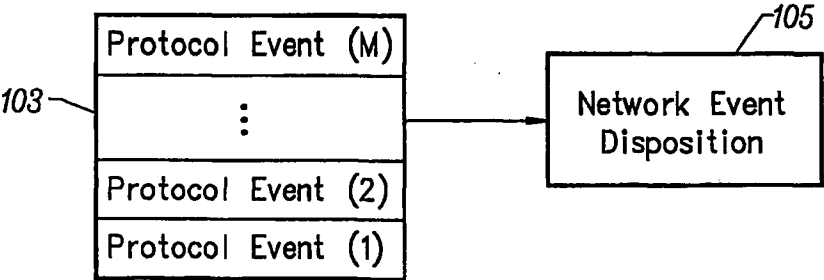 105
Protocol Event (M)
103
⋮
Network Event
Disposition
Protocol Event (2)
Protocol Event (1)